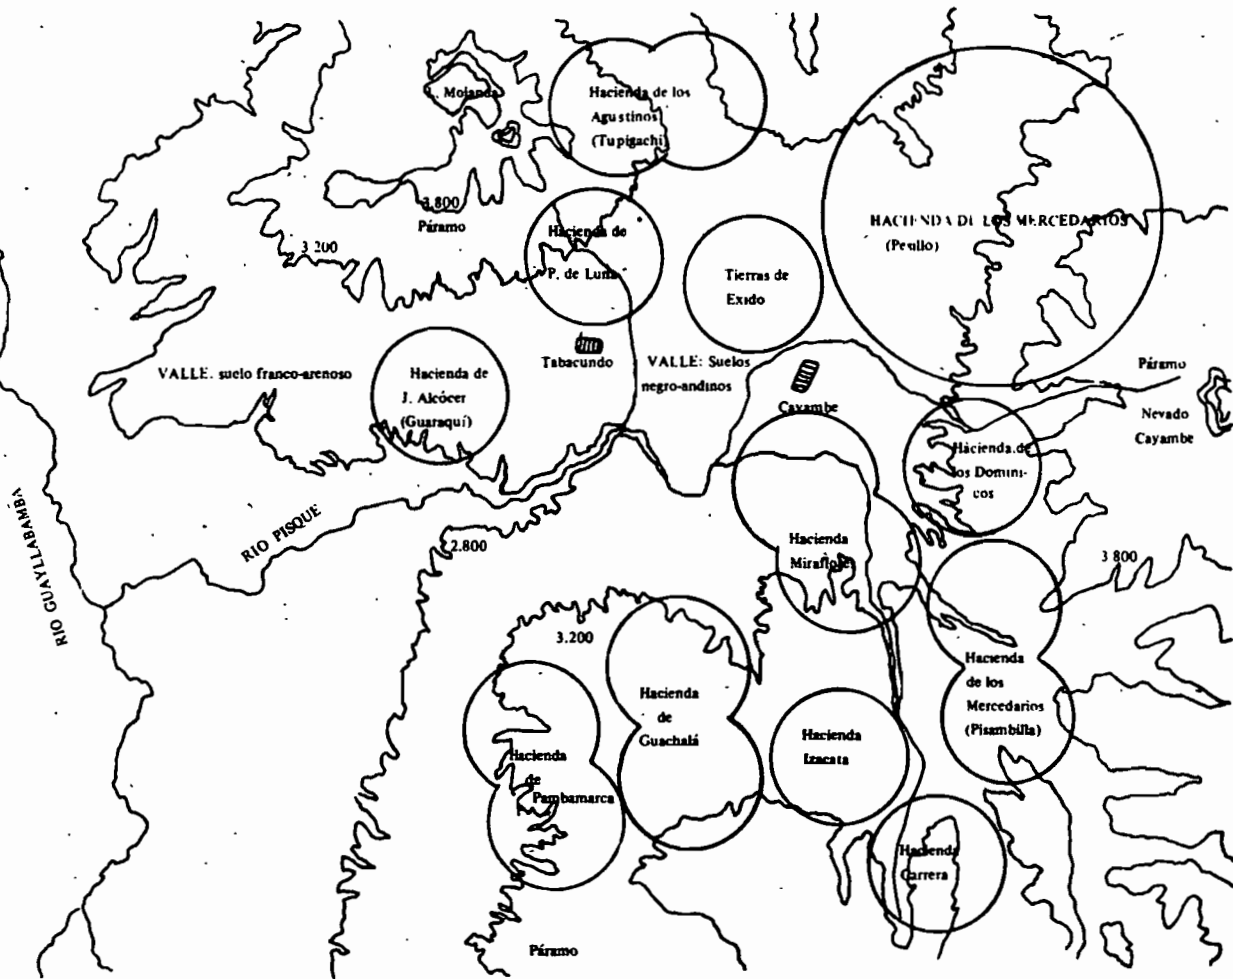 L. Mojanda
Hacienda de los
Agustinos
(Tupigachi)
3.800
Páramo
3 200
Hacienda de
P. de Luna
HACIENDA DE LOS MERCEDARIOS
(Pesillo)
Tierras de
Exido
VALLE. suelo franco-arenoso
Hacienda de
J. Alcócer
(Guaraquí)
Tabacundo
VALLE: Suelos
negro-andinos
Cayambe
Páramo
Nevado
Cayambe
Hacienda de
los Domini-
cos
RIO GUAYLLABAMBA
RIO PISQUE
2.800
Hacienda
Miraflores
3 800
3.200
Hacienda
de
Guachalá
Hacienda
de los
Mercedarios
(Pisambilla)
Hacienda
Izacata
Hacienda
de
Pambamarca
Hacienda
Carrera
Páramo